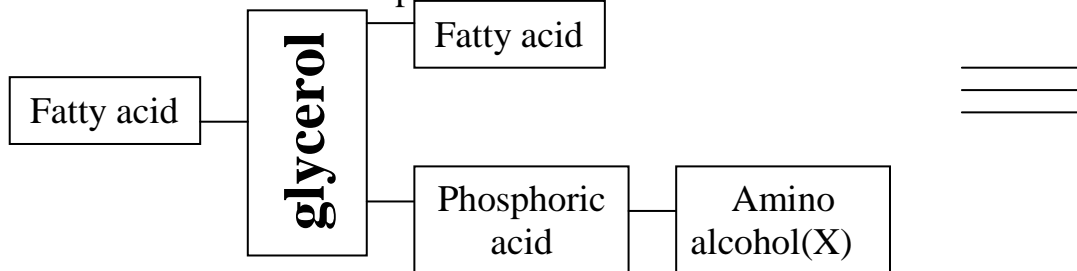 Fatty acid
Fatty acid
glycerol
Phosphoric
acid
Amino
alcohol(X)